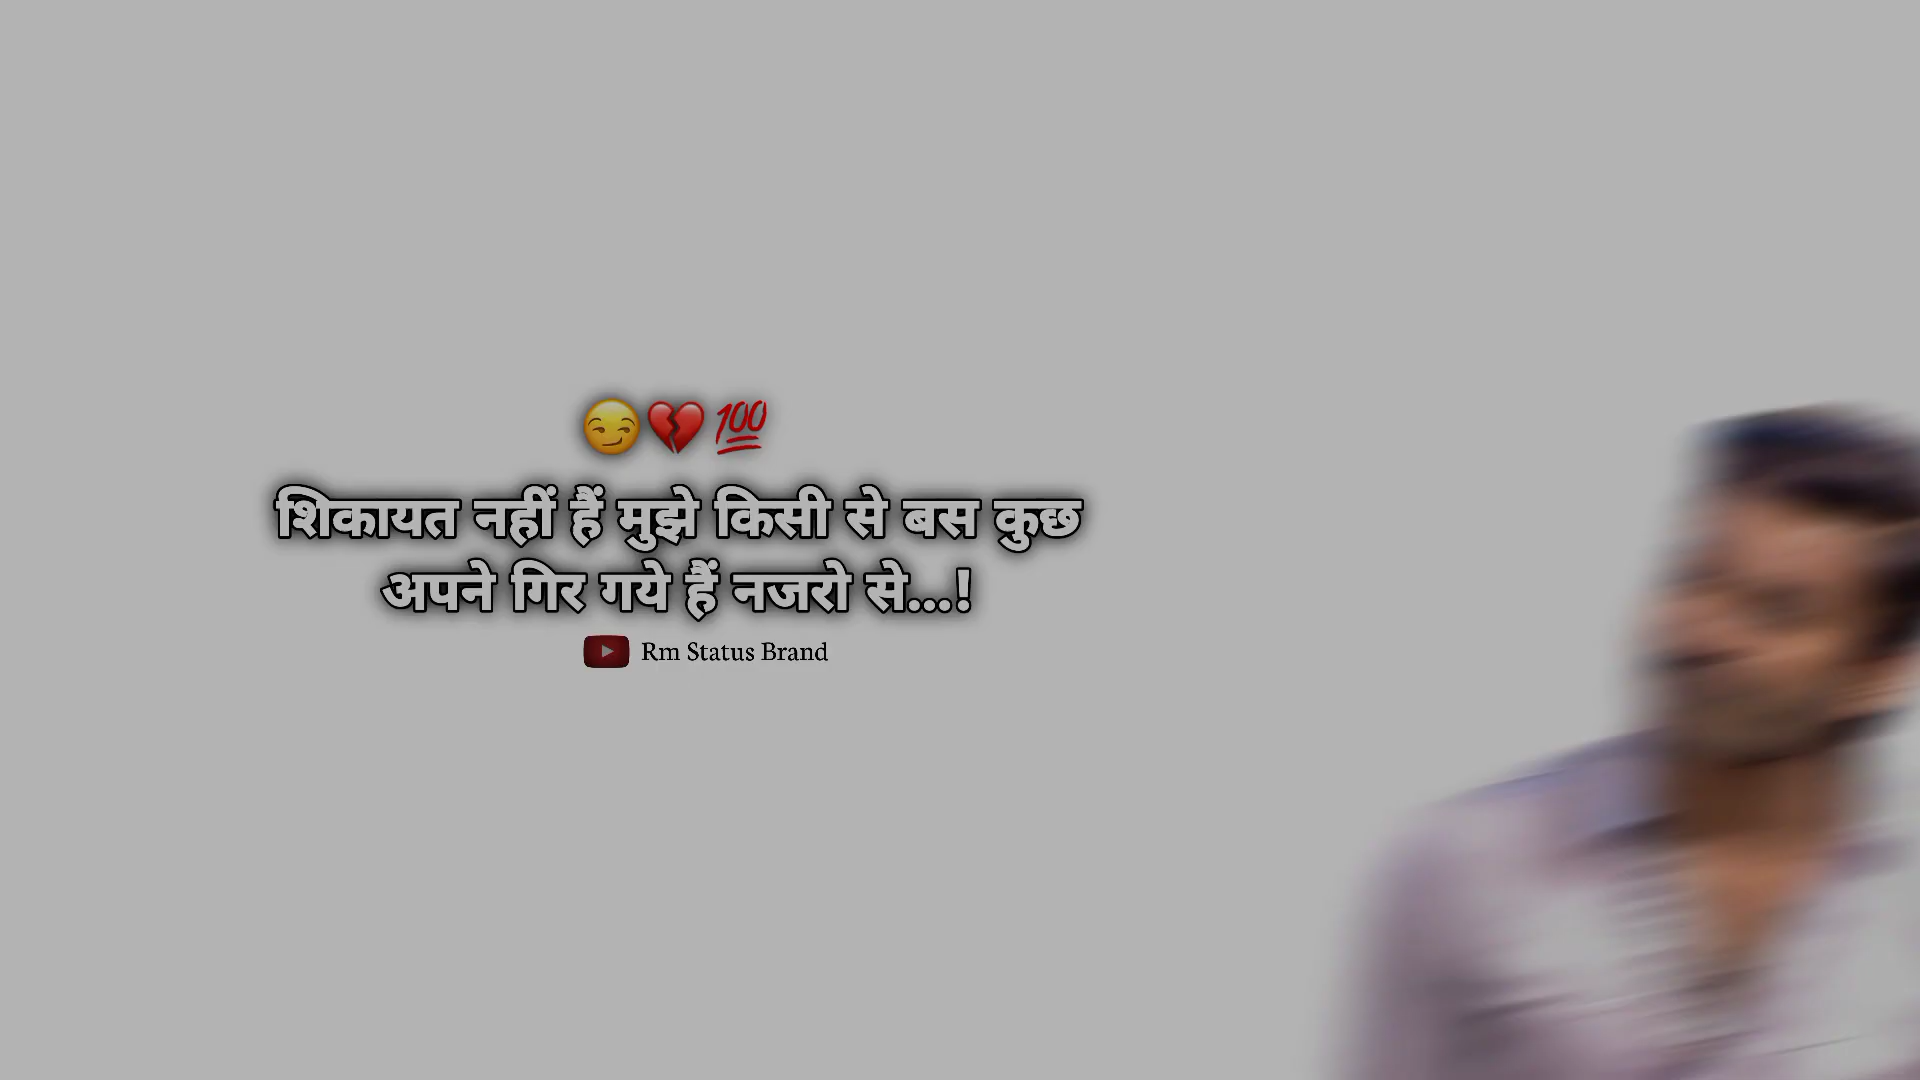 😏💔💯
शिकायत नहीं हैं मुझे किसी से बस कुछ
अपने गिर गये हैं नजरो से...!
Rm Status Brand